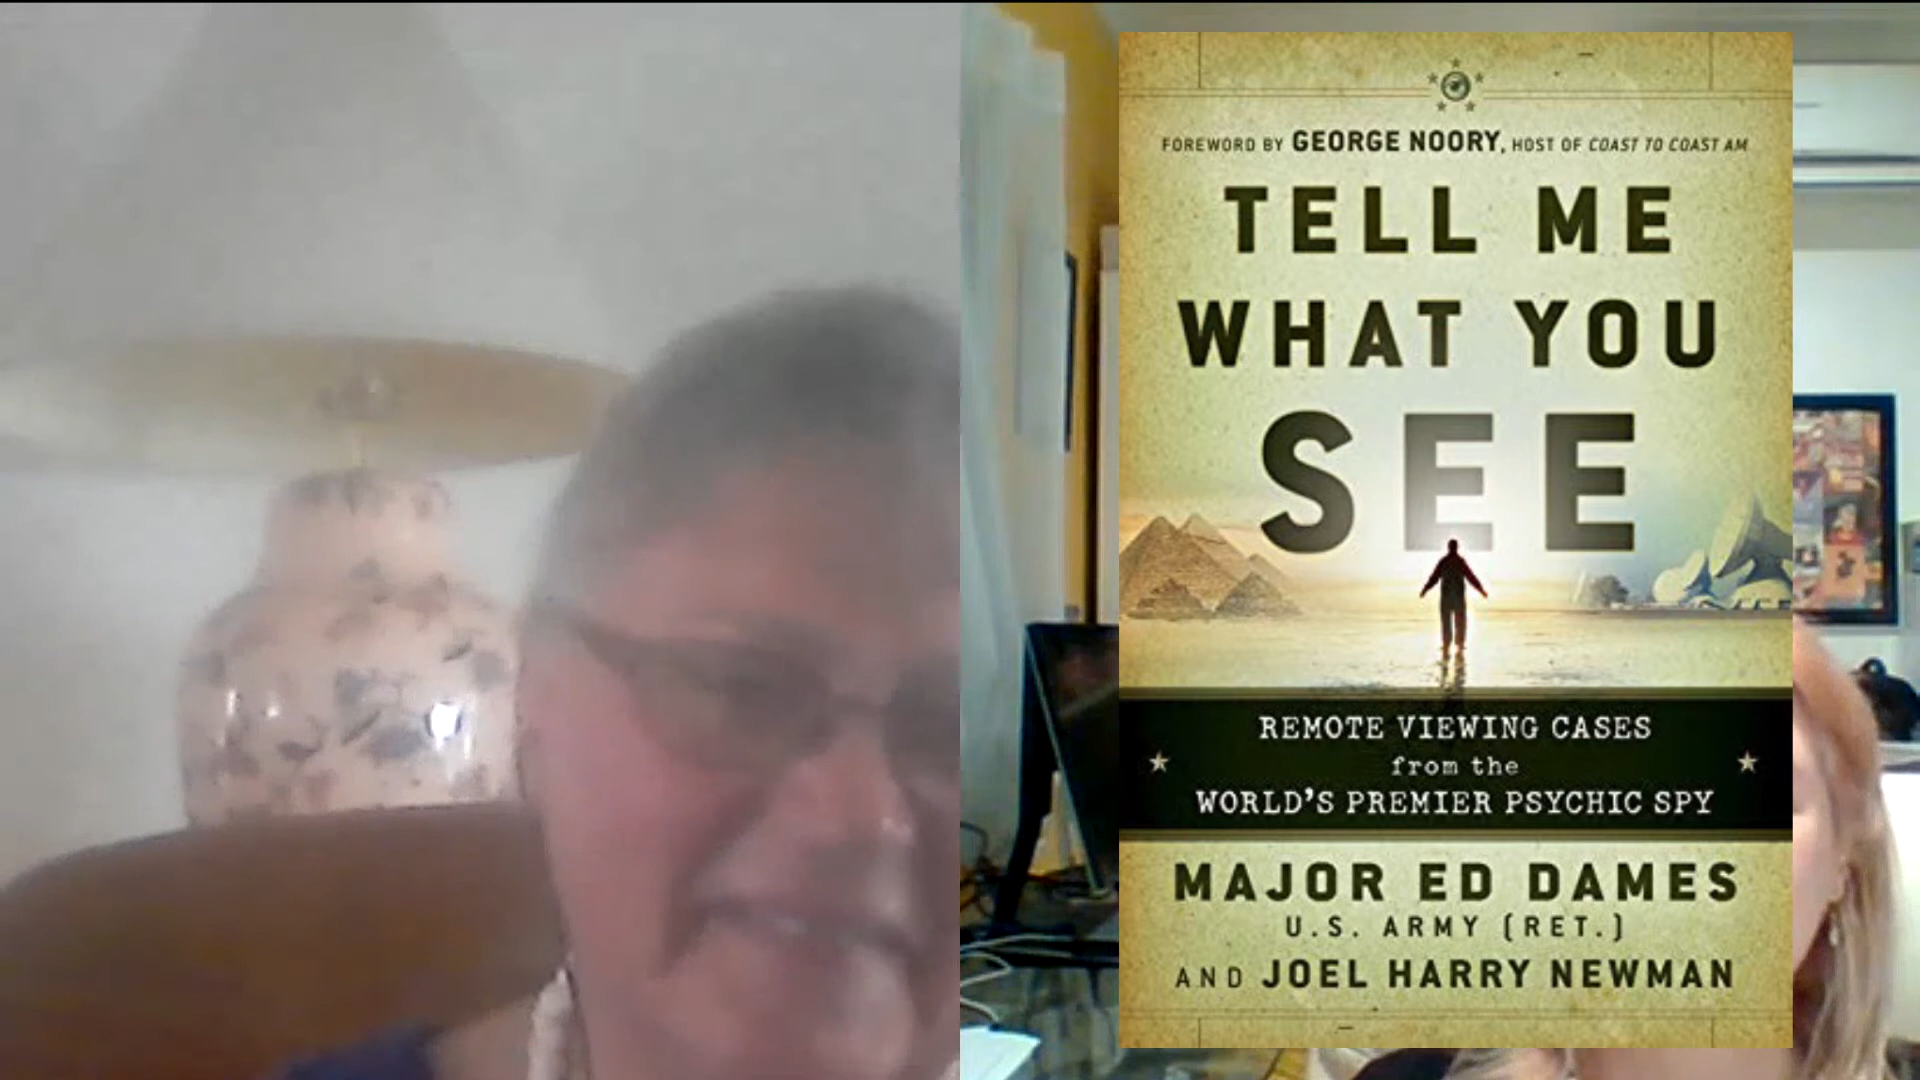 FOREWORD BY GEORGE NOORY, HOST OF COAST TO COAST AM
TELL ME
WHAT YOU
SEE
REMOTE VIEWING CASES
from the
WORLD'S PREMIER PSYCHIC SPY
MAJOR ED DAMES
U.S. ARMY (RET.)
AND JOEL HARRY NEWMAN